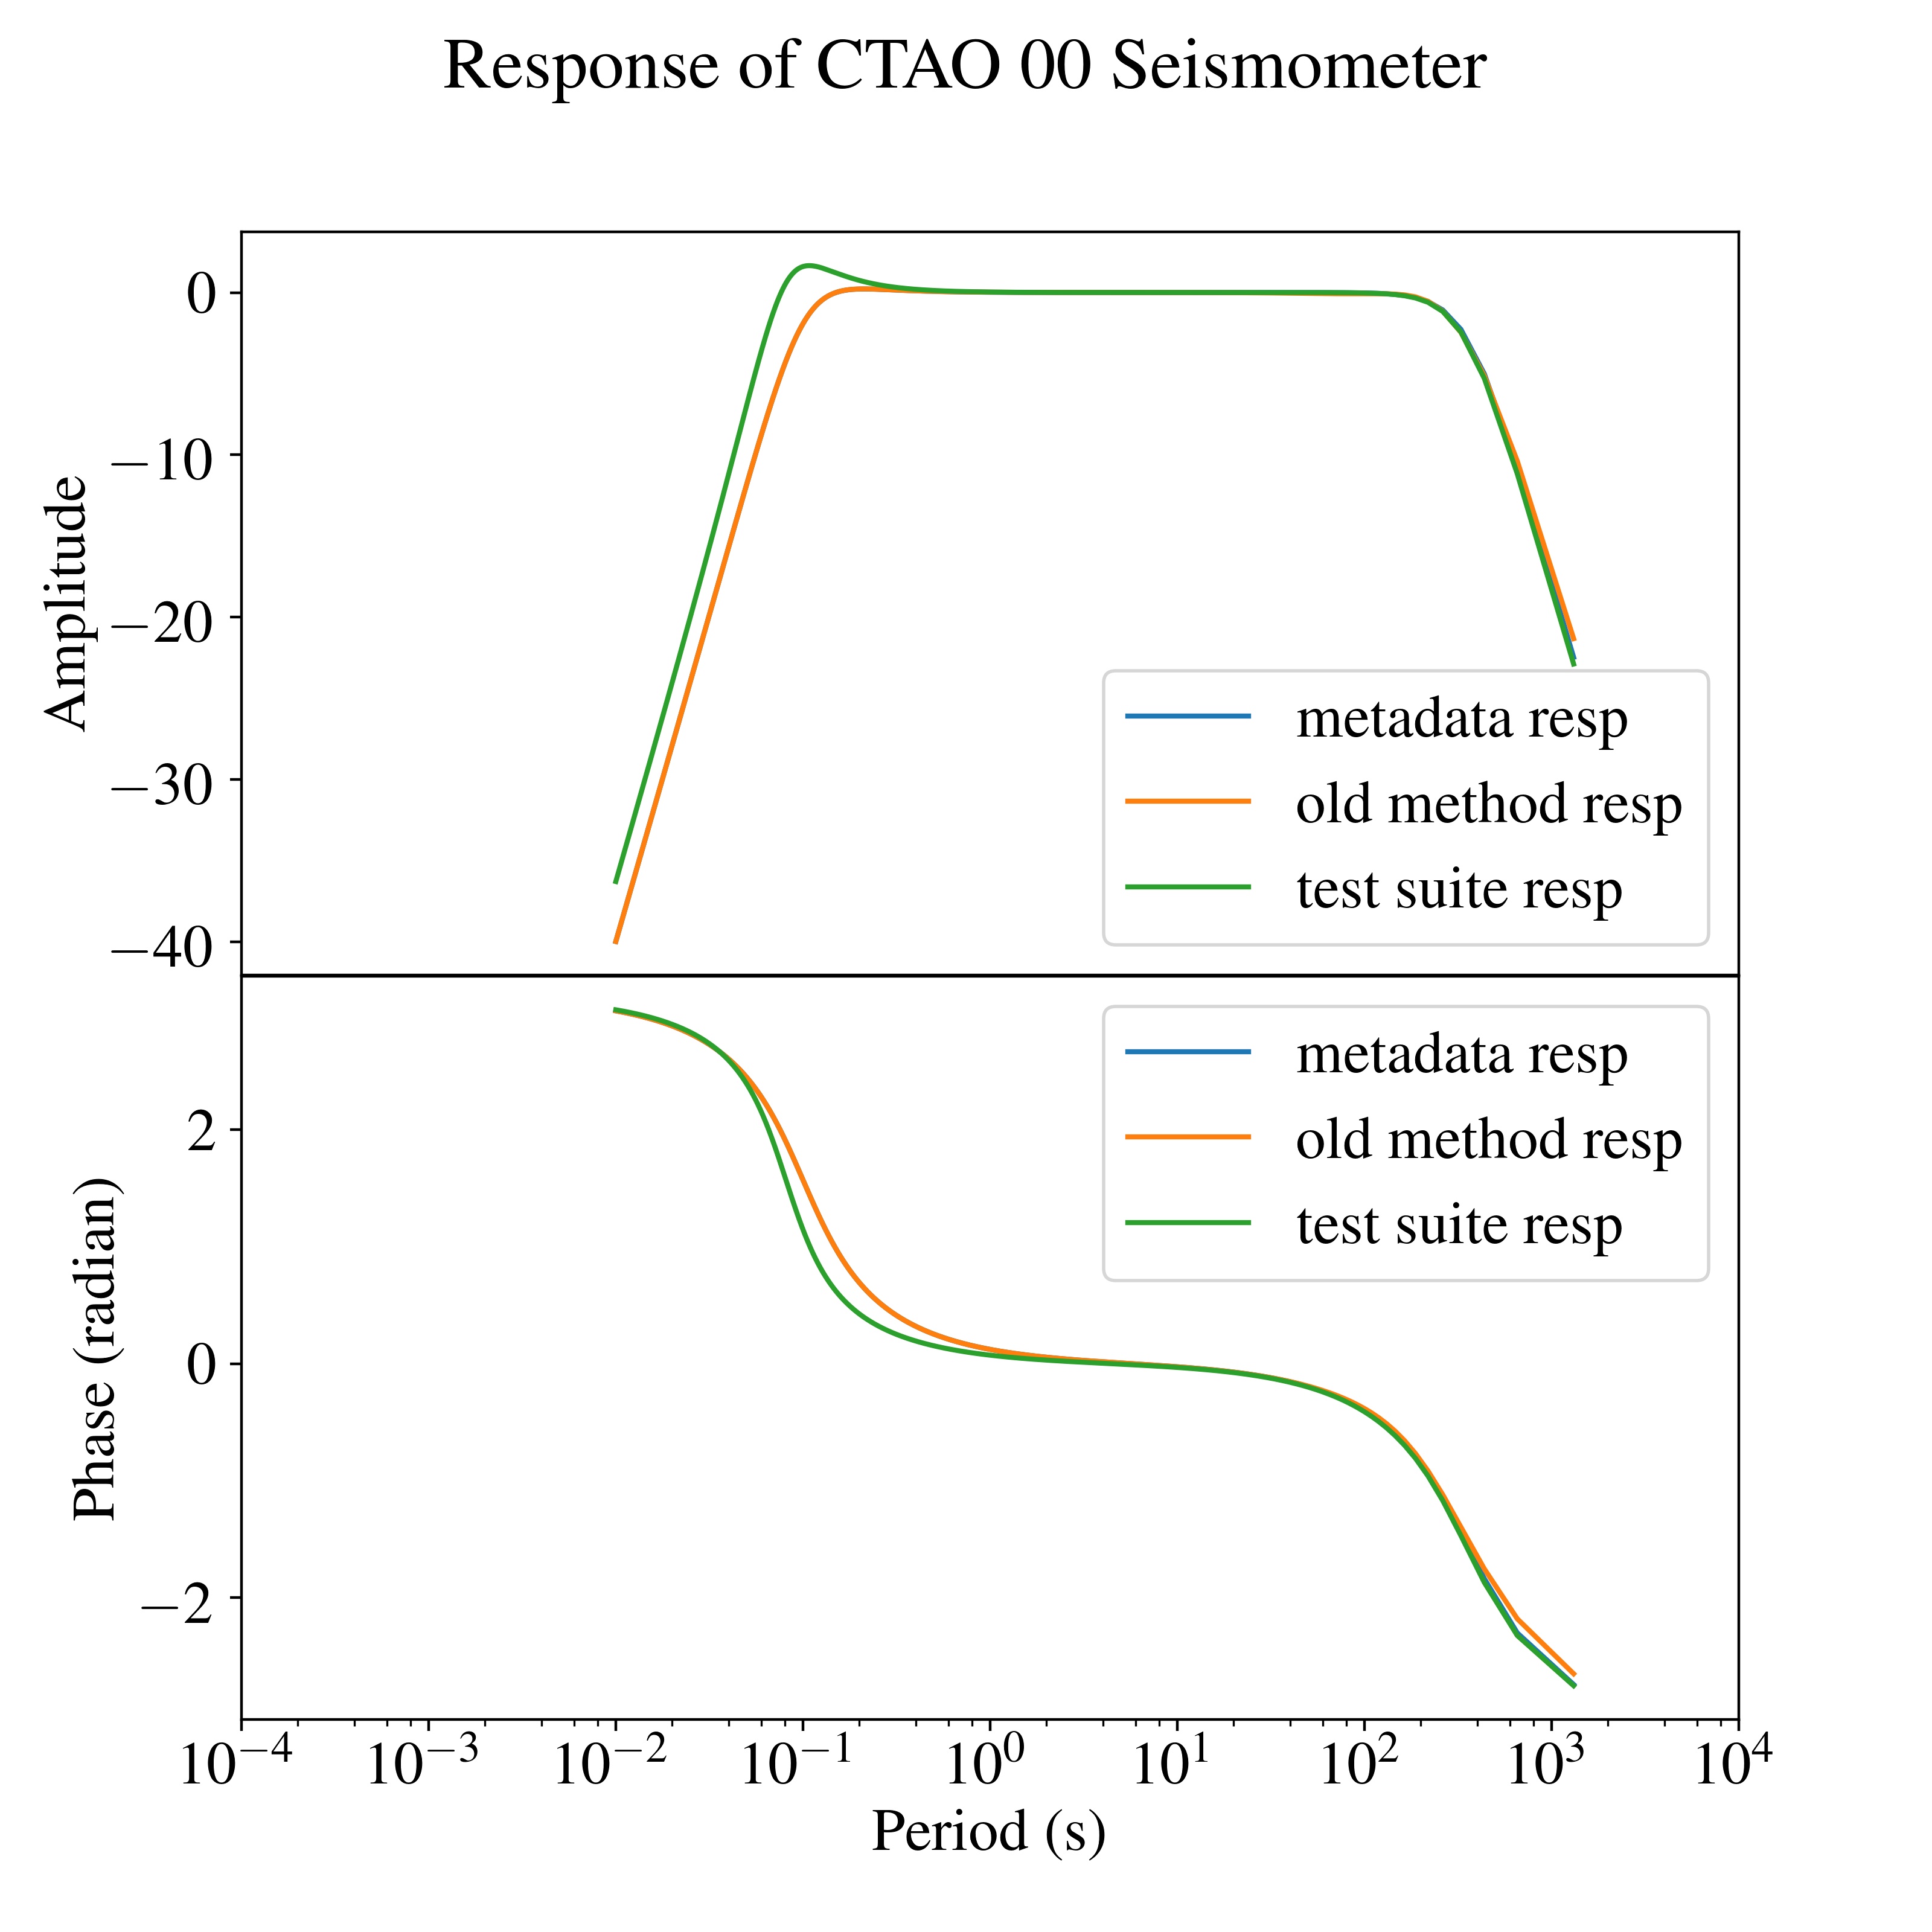 Response of CTAO 00 Seismometer
Amplitude
0
−10
−20
−30
−40
metadata resp
old method resp
test suite resp
Phase (radian)
2
0
−2
metadata resp
old method resp
test suite resp
10⁻⁴ 10⁻³ 10⁻² 10⁻¹ 10⁰ 10¹ 10² 10³ 10⁴
Period (s)